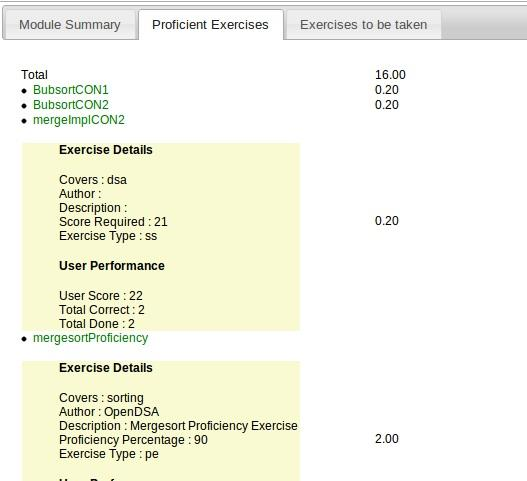 Module Summary Proficient Exercises Exercises to be taken
Total 16.00
BubsortCON1 0.20
BubsortCON2 0.20
mergeImplCON2
Exercise Details
Covers : dsa
Author :
Description :
Score Required : 21 0.20
Exercise Type : ss
User Performance
User Score : 22
Total Correct : 2
Total Done : 2
mergesortProficiency
Exercise Details
Covers : sorting
Author : OpenDSA
Description : Mergesort Proficiency Exercise
Proficiency Percentage : 90 2.00
Exercise Type : pe